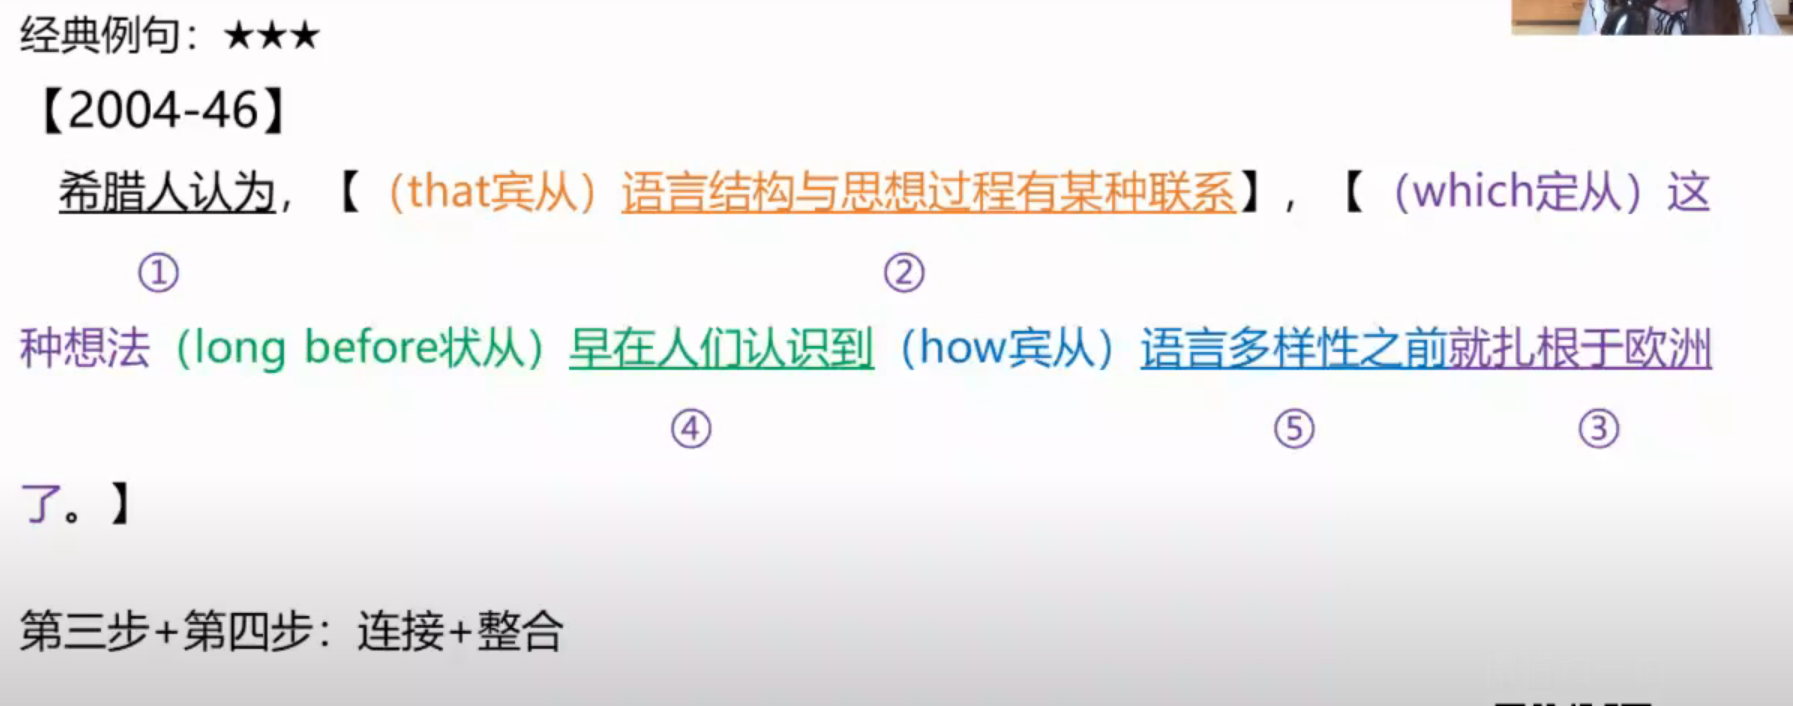 经典例句：★★★
【2004-46】
希腊人认为，【（that宾从）语言结构与思想过程有某种联系】，【（which定从）这
① ②
种想法（long before状从）早在人们认识到（how宾从）语言多样性之前就扎根于欧洲
④ ⑤ ③
了。】
第三步+第四步：连接+整合